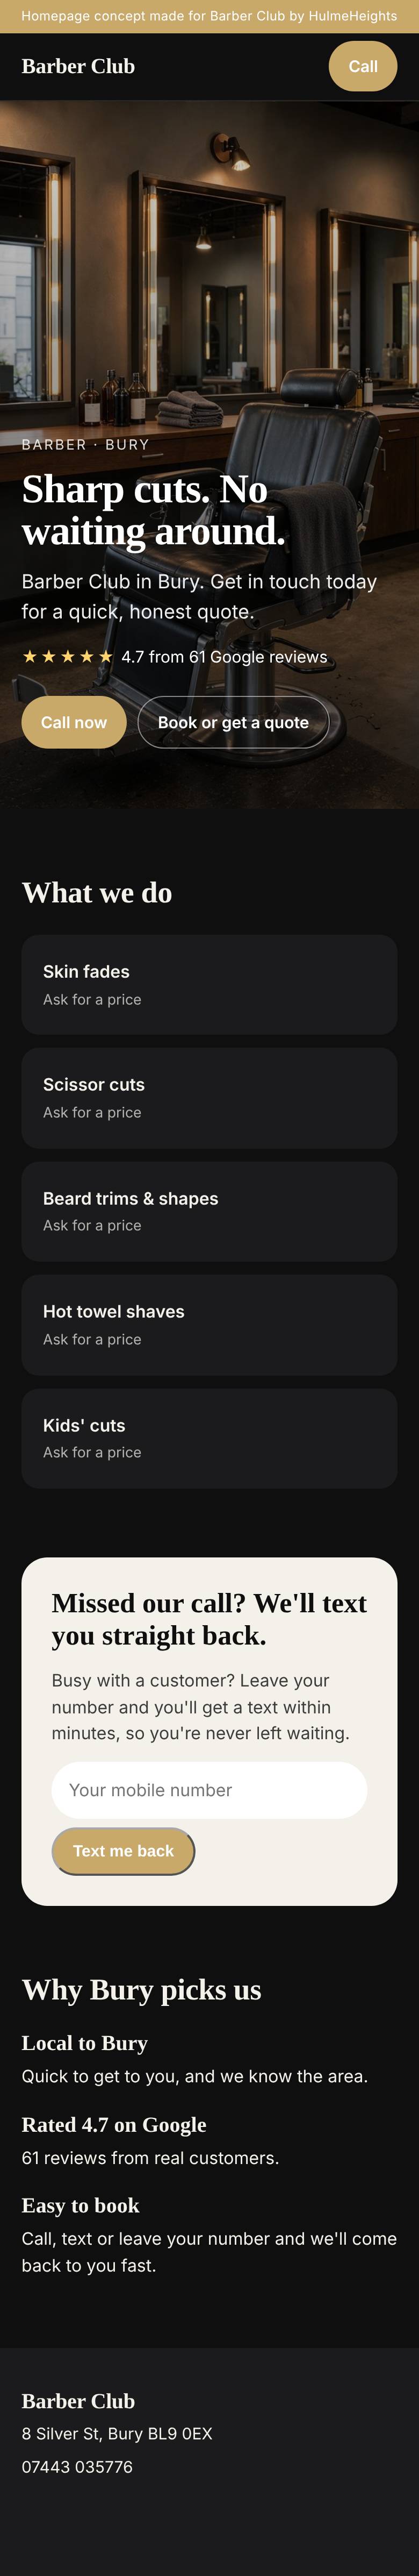 Homepage concept made for Barber Club by HulmeHeights
Barber Club
Call
BARBER · BURY
Sharp cuts. No
waiting around.
Barber Club in Bury. Get in touch today
for a quick, honest quote.
★★★★★ 4.7 from 61 Google reviews
Call now
Book or get a quote
What we do
Skin fades
Ask for a price
Scissor cuts
Ask for a price
Beard trims & shapes
Ask for a price
Hot towel shaves
Ask for a price
Kids' cuts
Ask for a price
Missed our call? We'll text
you straight back.
Busy with a customer? Leave your
number and you'll get a text within
minutes, so you're never left waiting.
Your mobile number
Text me back
Why Bury picks us
Local to Bury
Quick to get to you, and we know the area.
Rated 4.7 on Google
61 reviews from real customers.
Easy to book
Call, text or leave your number and we'll come
back to you fast.
Barber Club
8 Silver St, Bury BL9 0EX
07443 035776